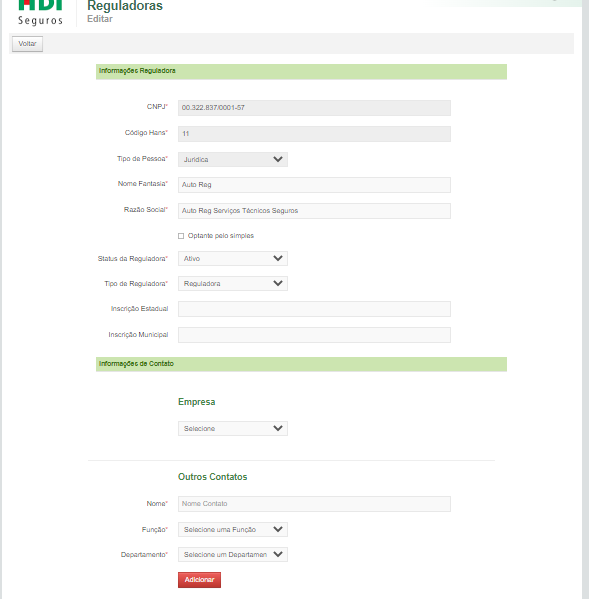 HDI
Seguros
Reguladoras
Editar
Voltar
Informações Reguladora
CNPJ* 00.322.837/0001-57
Código Hans* 11
Tipo de Pessoa* Jurídica
Nome Fantasia* Auto Reg
Razão Social* Auto Reg Serviços Técnicos Seguros
Optante pelo simples
Status da Reguladora* Ativo
Tipo de Reguladora* Reguladora
Inscrição Estadual
Inscrição Municipal
Informações de Contato
Empresa
Selecione
Outros Contatos
Nome* Nome Contato
Função* Selecione uma Função
Departamento* Selecione um Departamen
Adicionar